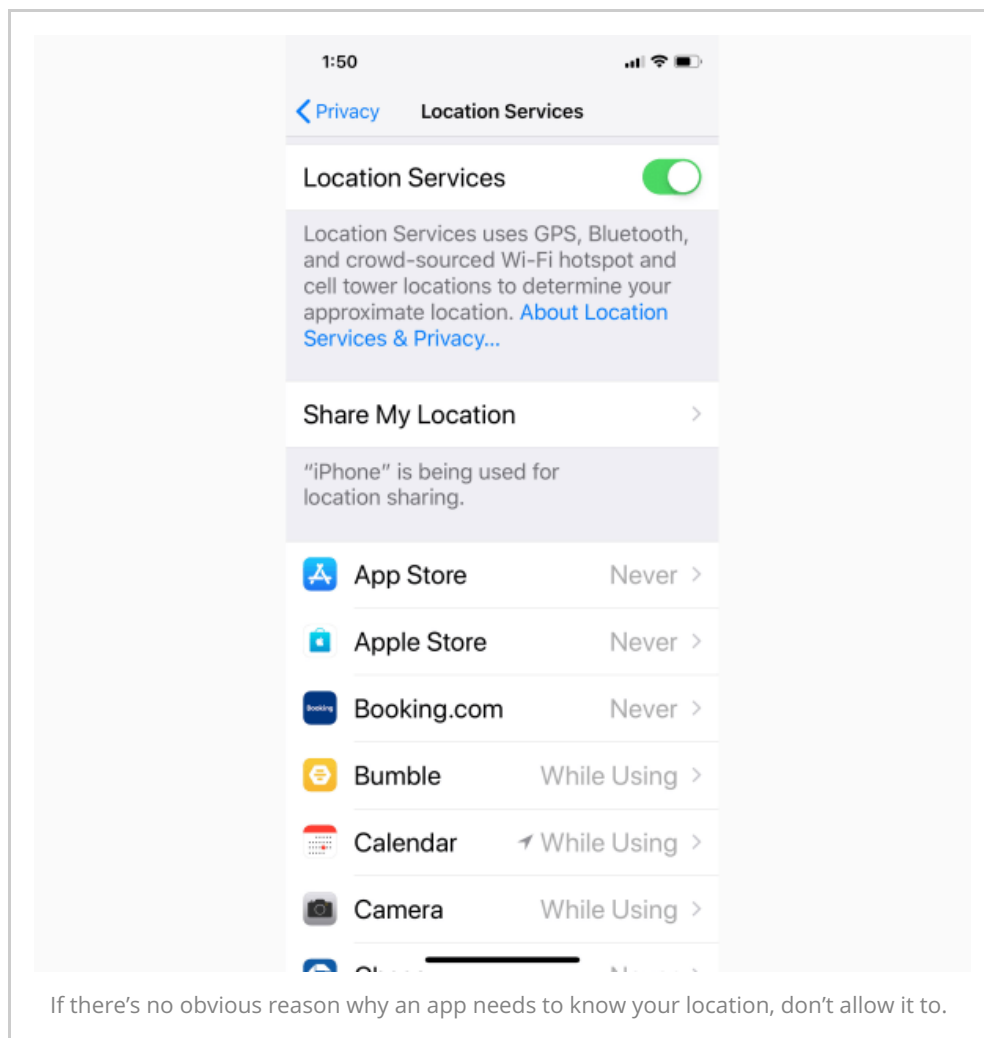 1:50
Privacy Location Services
Location Services
Location Services uses GPS, Bluetooth,
and crowd-sourced Wi-Fi hotspot and
cell tower locations to determine your
approximate location. About Location
Services & Privacy...
Share My Location
“iPhone” is being used for
location sharing.
App Store Never
Apple Store Never
Booking Booking.com Never
Bumble While Using
Calendar While Using
Camera While Using
If there’s no obvious reason why an app needs to know your location, don’t allow it to.